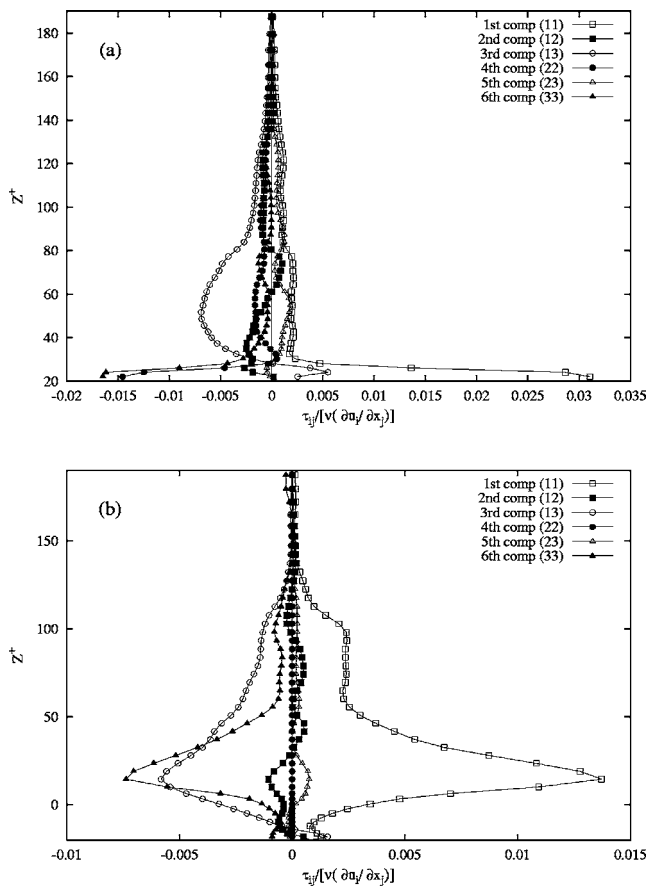 (a)
1st comp (11)
2nd comp (12)
3rd comp (13)
4th comp (22)
5th comp (23)
6th comp (33)
Z+
180
160
140
120
100
80
60
40
20
-0.02 -0.015 -0.01 -0.005 0 0.005 0.01 0.015 0.02 0.025 0.03 0.035
τij/[ν( ∂ui/ ∂xj)]
(b)
1st comp (11)
2nd comp (12)
3rd comp (13)
4th comp (22)
5th comp (23)
6th comp (33)
Z+
150
100
50
0
-0.01 -0.005 0 0.005 0.01 0.015
τij/[ν( ∂ui/ ∂xj)]